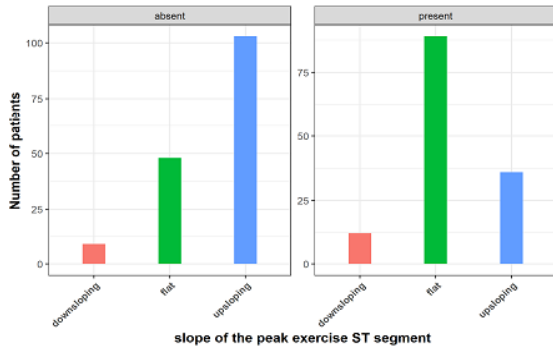 absent
present
Number of patients
100
75
50
25
0
75
50
25
0
downsloping
flat
upsloping
downsloping
flat
upsloping
slope of the peak exercise ST segment